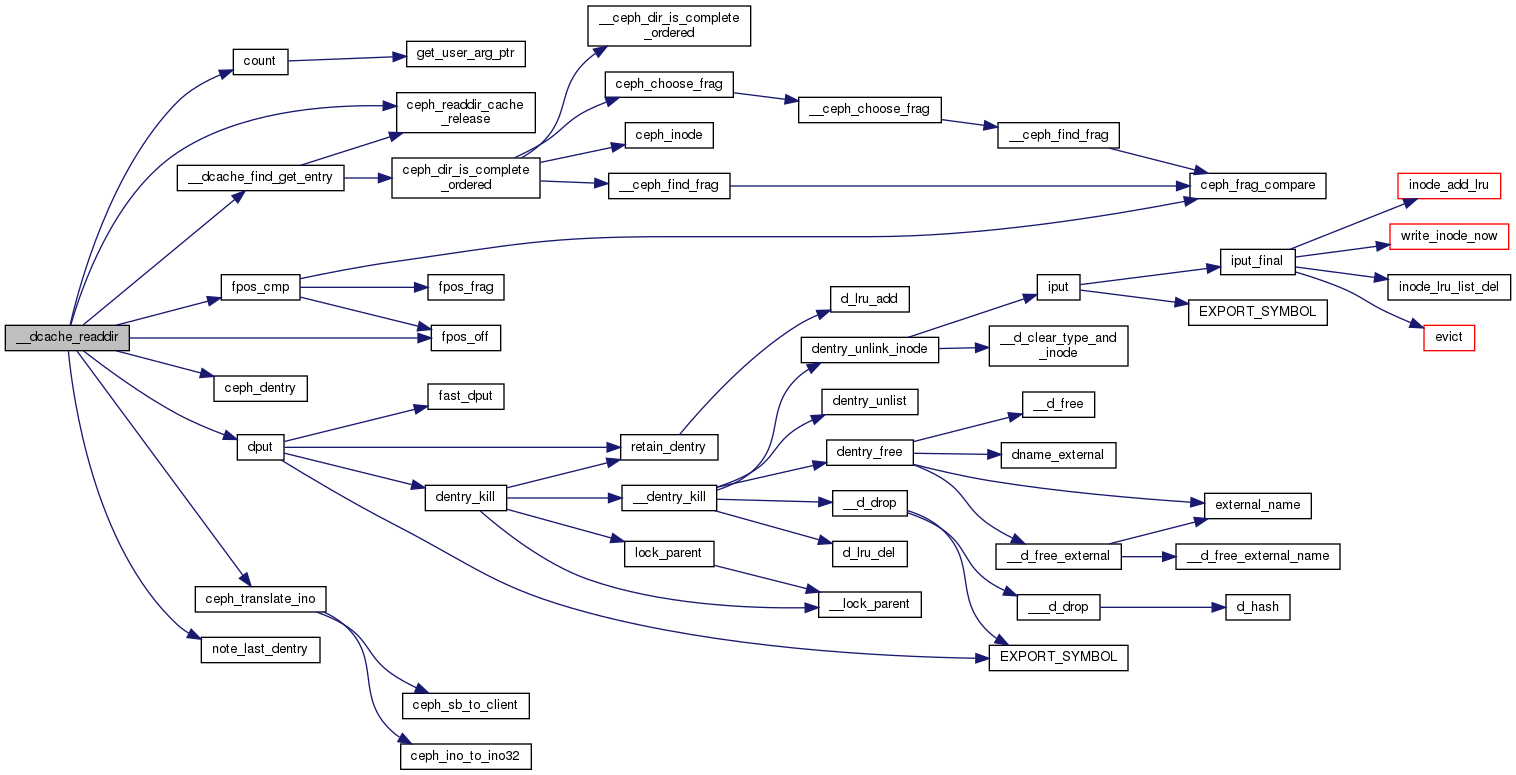 __dcache_readdir
count
get_user_arg_ptr
ceph_readdir_cache
_release
__dcache_find_get_entry
ceph_dir_is_complete
_ordered
__ceph_dir_is_complete
_ordered
ceph_choose_frag
__ceph_choose_frag
__ceph_find_frag
ceph_inode
__ceph_find_frag
ceph_frag_compare
fpos_cmp
fpos_frag
fpos_off
ceph_dentry
dput
fast_dput
retain_dentry
d_lru_add
dentry_kill
__dentry_kill
dentry_unlink_inode
iput
iput_final
inode_add_lru
write_inode_now
inode_lru_list_del
evict
EXPORT_SYMBOL
__d_clear_type_and
_inode
dentry_unlist
dentry_free
__d_free
dname_external
external_name
__d_free_external
__d_free_external_name
__d_drop
___d_drop
d_hash
d_lru_del
lock_parent
__lock_parent
EXPORT_SYMBOL
ceph_translate_ino
ceph_sb_to_client
ceph_ino_to_ino32
note_last_dentry